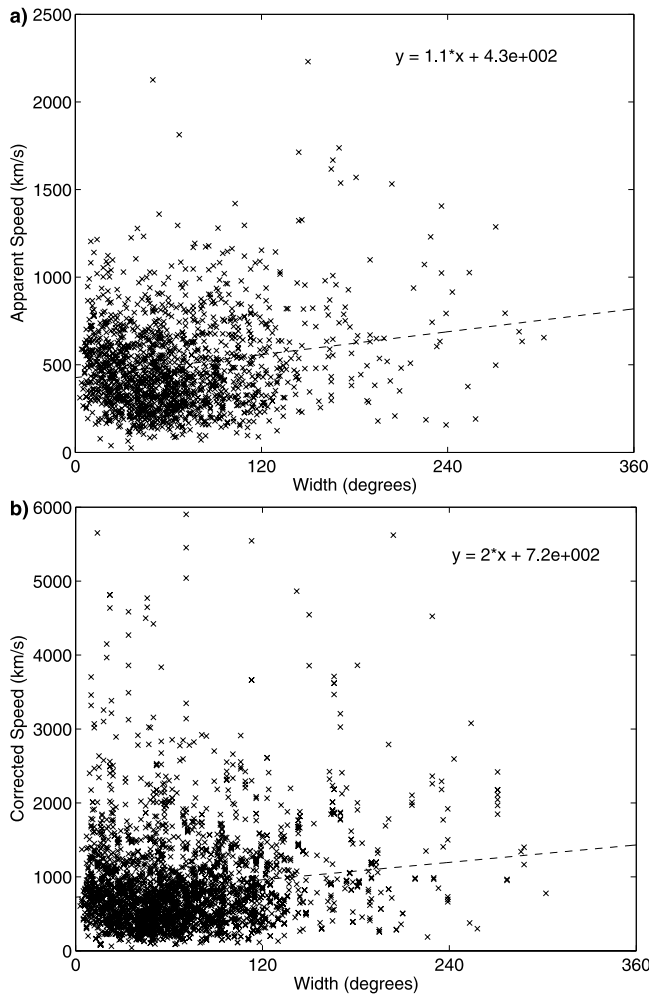 a)
2500
y = 1.1*x + 4.3e+002
2000
1500
1000
500
0
Apparent Speed (km/s)
0 120 240 360
Width (degrees)
b)
6000
y = 2*x + 7.2e+002
5000
4000
3000
2000
1000
0
Corrected Speed (km/s)
0 120 240 360
Width (degrees)